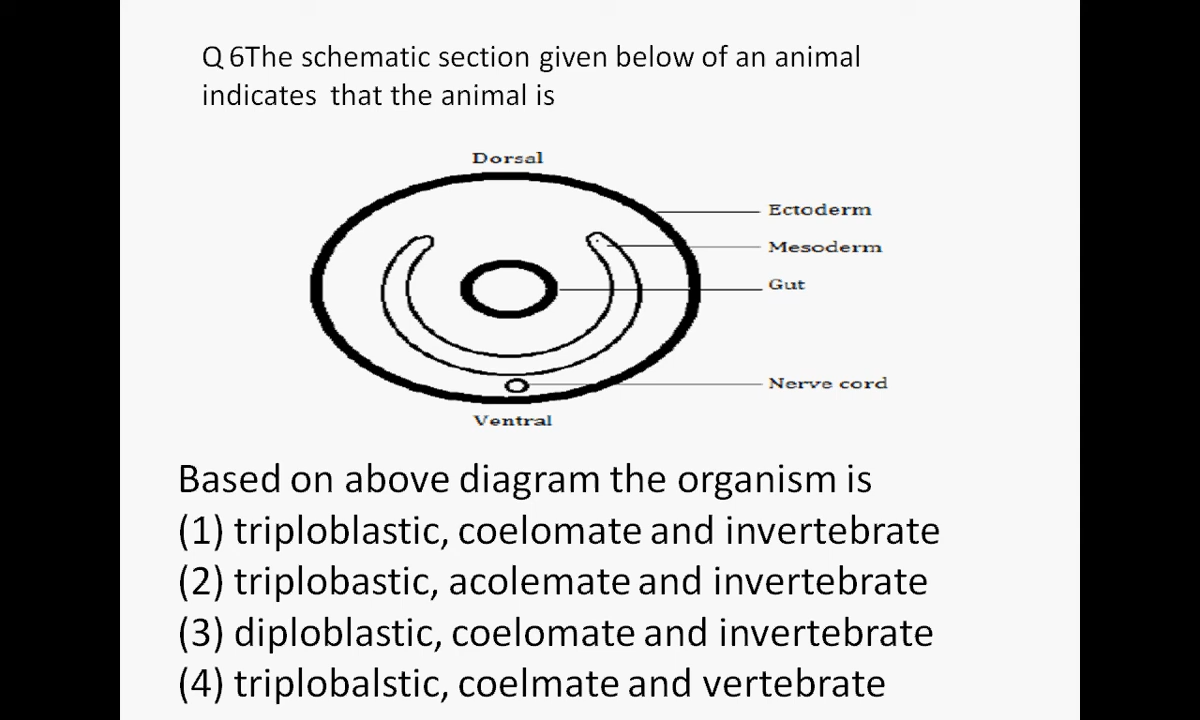 Q 6The schematic section given below of an animal
indicates that the animal is
Dorsal
Ectoderm
Mesoderm
Gut
Nerve cord
Ventral
Based on above diagram the organism is
(1) triploblastic, coelomate and invertebrate
(2) triplobastic, acolemate and invertebrate
(3) diploblastic, coelomate and invertebrate
(4) triplobalstic, coelmate and vertebrate